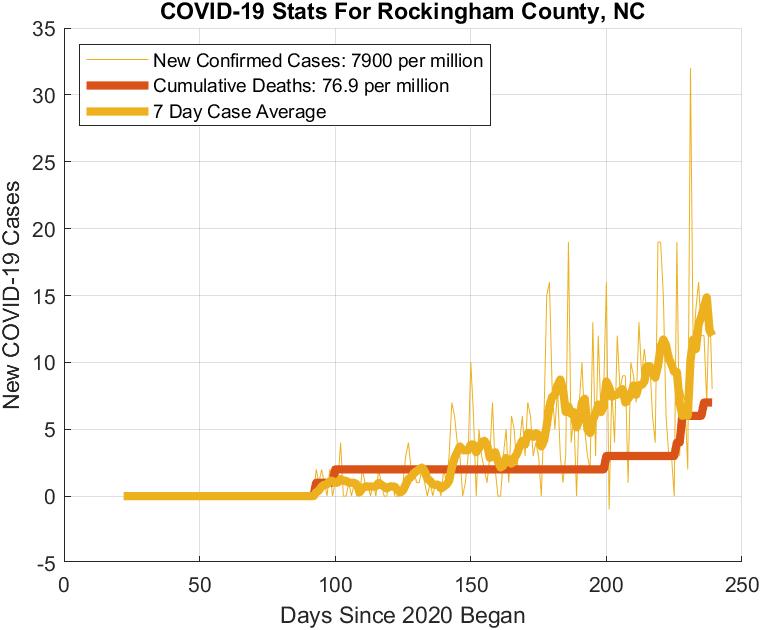 COVID-19 Stats For Rockingham County, NC
New Confirmed Cases: 7900 per million
Cumulative Deaths: 76.9 per million
7 Day Case Average
New COVID-19 Cases
35
30
25
20
15
10
5
0
-5
0 50 100 150 200 250
Days Since 2020 Began